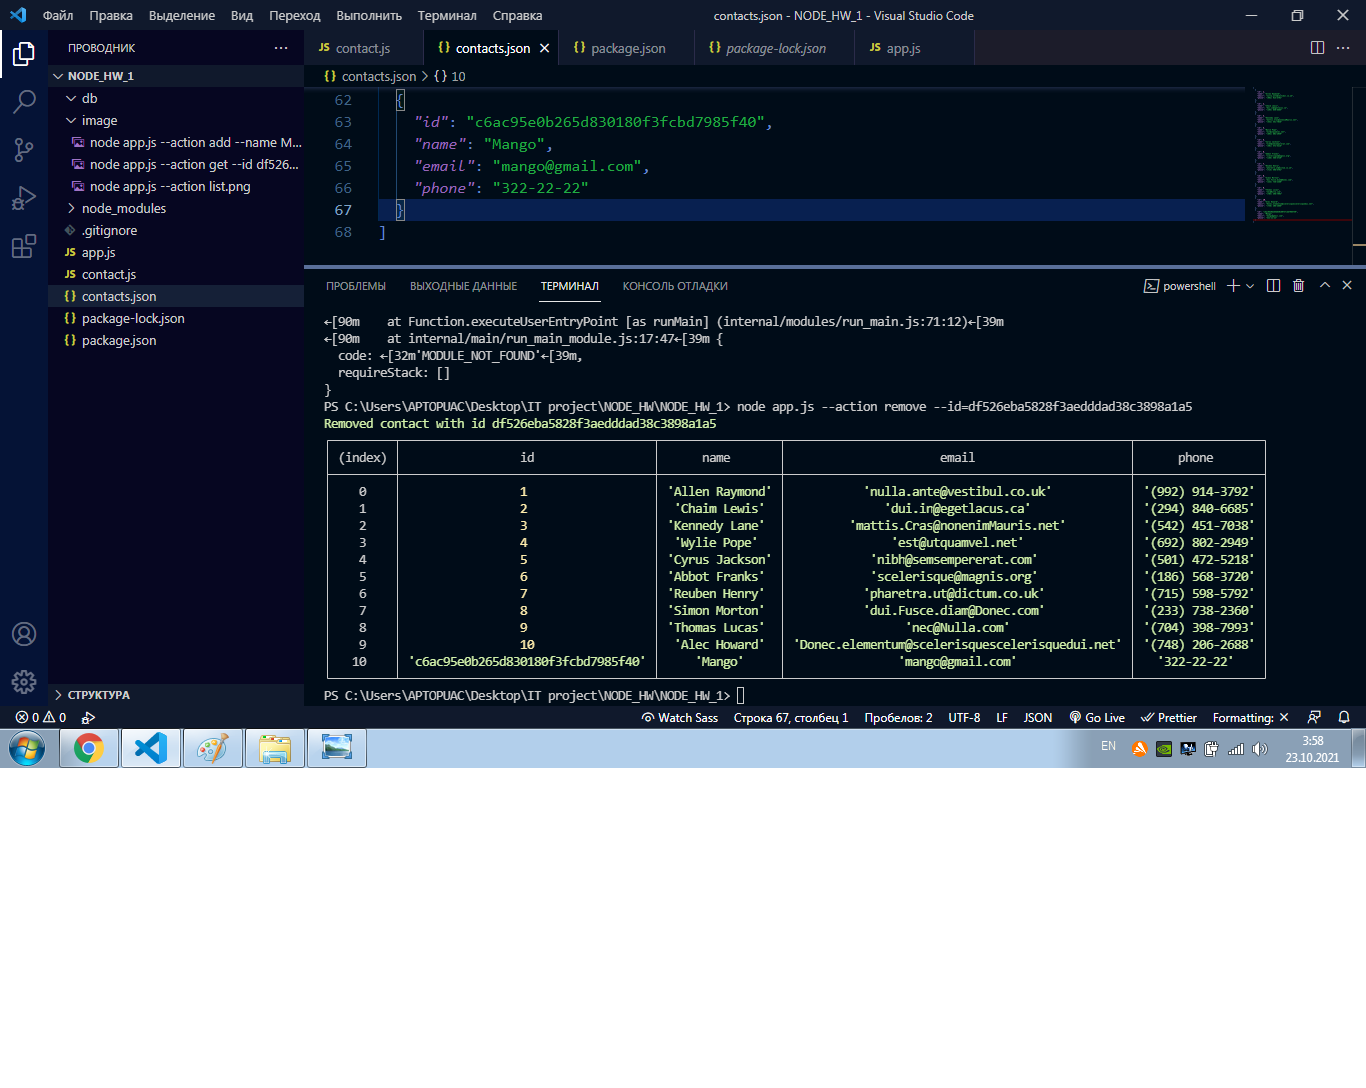 Файл Правка Выделение Вид Переход Выполнить Терминал Справка contacts.json - NODE_HW_1 - Visual Studio Code
ПРОВОДНИК ···
NODE_HW_1
db
image
node app.js --action add --name M...
node app.js --action get --id df526...
node app.js --action list.png
node_modules
.gitignore
JS app.js
JS contact.js
{} contacts.json
{} package-lock.json
{} package.json
СТРУКТУРА
JS contact.js {} contacts.json {} package.json {} package-lock.json JS app.js ···
{} contacts.json > {} 10
62 {
63 "id": "c6ac95e0b265d830180f3fcbd7985f40",
64 "name": "Mango",
65 "email": "mango@gmail.com",
66 "phone": "322-22-22"
67 }
68 ]
ПРОБЛЕМЫ ВЫХОДНЫЕ ДАННЫЕ ТЕРМИНАЛ КОНСОЛЬ ОТЛАДКИ powershell
←[90m    at Function.executeUserEntryPoint [as runMain] (internal/modules/run_main.js:71:12)←[39m
←[90m    at internal/main/run_main_module.js:17:47←[39m {
code: ←[32m'MODULE_NOT_FOUND'←[39m,
requireStack: []
}
PS C:\Users\APTOPUAC\Desktop\IT project\NODE_HW\NODE_HW_1> node app.js --action remove --id=df526eba5828f3aedddad38c3898a1a5
Removed contact with id df526eba5828f3aedddad38c3898a1a5
(index) id name email phone
0 1 'Allen Raymond' 'nulla.ante@vestibul.co.uk' '(992) 914-3792'
1 2 'Chaim Lewis' 'dui.in@egetlacus.ca' '(294) 840-6685'
2 3 'Kennedy Lane' 'mattis.Cras@nonenimMauris.net' '(542) 451-7038'
3 4 'Wylie Pope' 'est@utquamvel.net' '(692) 802-2949'
4 5 'Cyrus Jackson' 'nibh@semsempererat.com' '(501) 472-5218'
5 6 'Abbot Franks' 'scelerisque@magnis.org' '(186) 568-3720'
6 7 'Reuben Henry' 'pharetra.ut@dictum.co.uk' '(715) 598-5792'
7 8 'Simon Morton' 'dui.Fusce.diam@Donec.com' '(233) 738-2360'
8 9 'Thomas Lucas' 'nec@Nulla.com' '(704) 398-7993'
9 10 'Alec Howard' 'Donec.elementum@scelerisquescelerisquedui.net' '(748) 206-2688'
10 'c6ac95e0b265d830180f3fcbd7985f40' 'Mango' 'mango@gmail.com' '322-22-22'
PS C:\Users\APTOPUAC\Desktop\IT project\NODE_HW\NODE_HW_1>
0 0 Watch Sass Строка 67, столбец 1 Пробелов: 2 UTF-8 LF JSON Go Live Prettier Formatting: ×
EN 3:58
23.10.2021